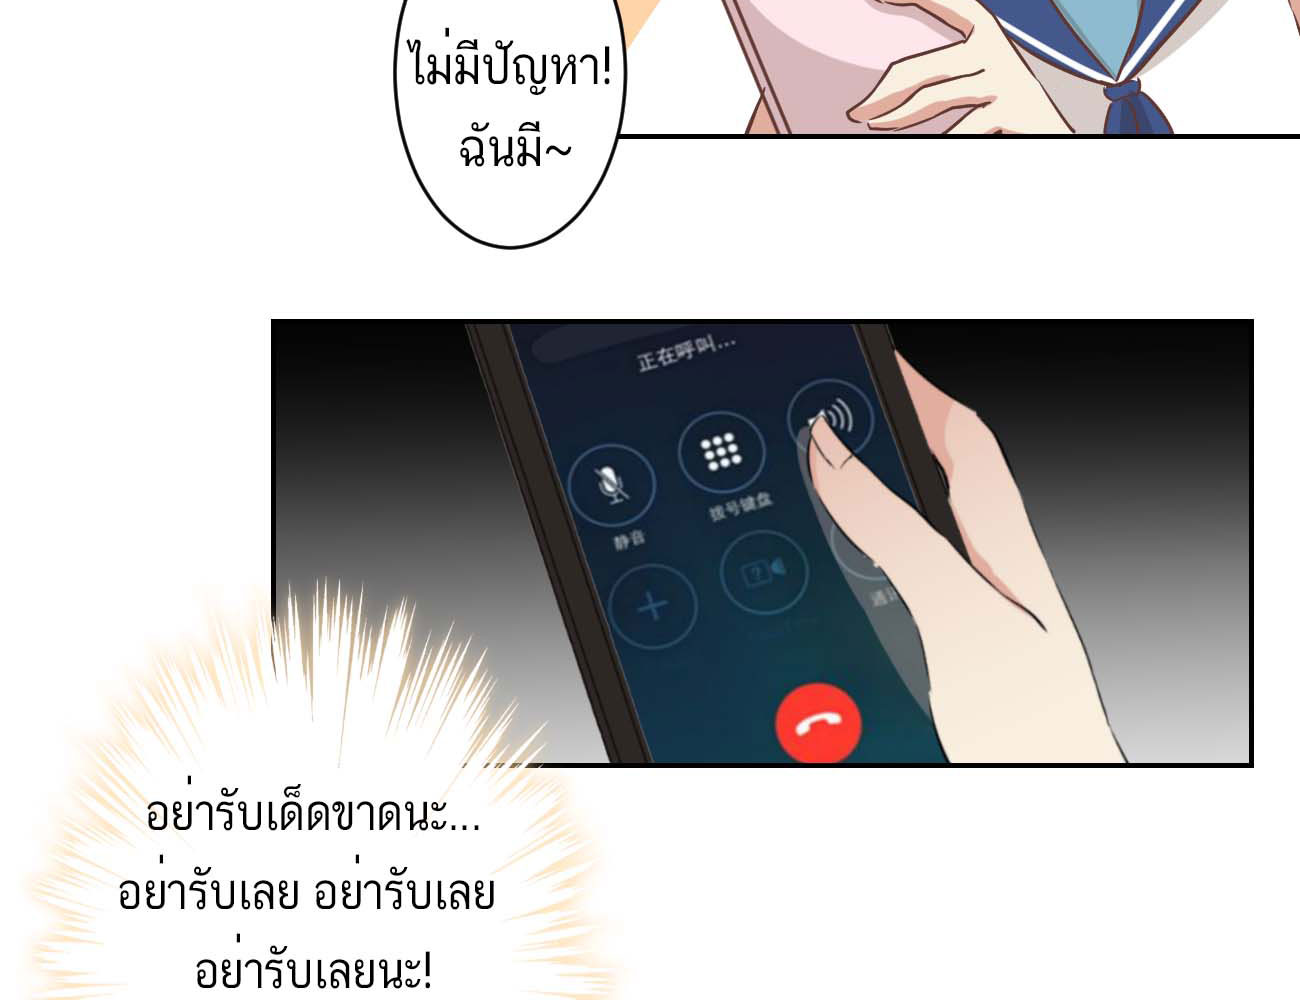 ไม่มีปัญหา!
ฉันมี~
正在呼叫...
静音
拨号键盘
อย่ารับเด็ดขาดนะ...
อย่ารับเลย อย่ารับเลย
อย่ารับเลยนะ!